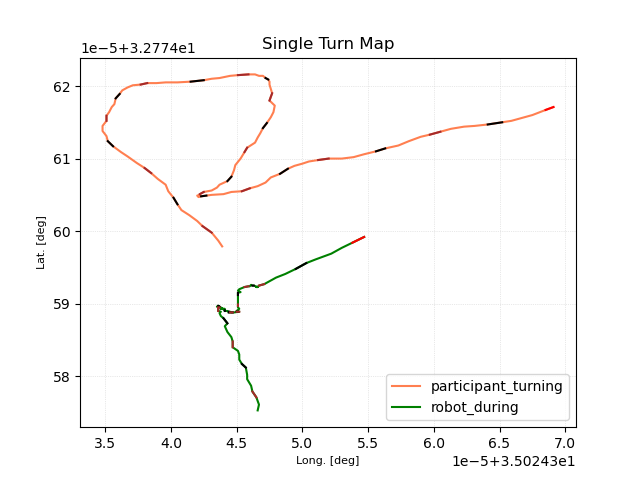 Single Turn Map
1e−5+3.2774e1
62
61
60
59
58
Lat. [deg]
participant_turning
robot_during
3.5 4.0 4.5 5.0 5.5 6.0 6.5 7.0
Long. [deg]
1e−5+3.50243e1